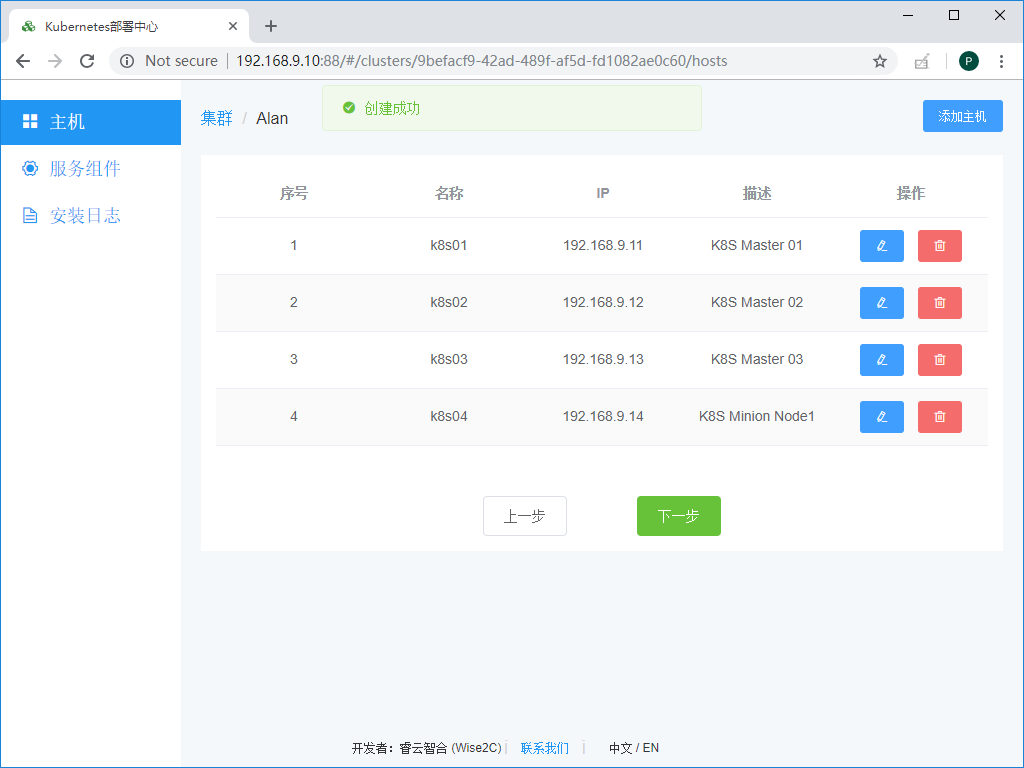 Kubernetes部署中心
Not secure | 192.168.9.10:88/#/clusters/9befacf9-42ad-489f-af5d-fd1082ae0c60/hosts
P
主机
服务组件
安装日志
集群 / Alan
创建成功
添加主机
序号 名称 IP 描述 操作
1 k8s01 192.168.9.11 K8S Master 01
2 k8s02 192.168.9.12 K8S Master 02
3 k8s03 192.168.9.13 K8S Master 03
4 k8s04 192.168.9.14 K8S Minion Node1
上一步 下一步
开发者：睿云智合 (Wise2C) | 联系我们 | 中文 / EN